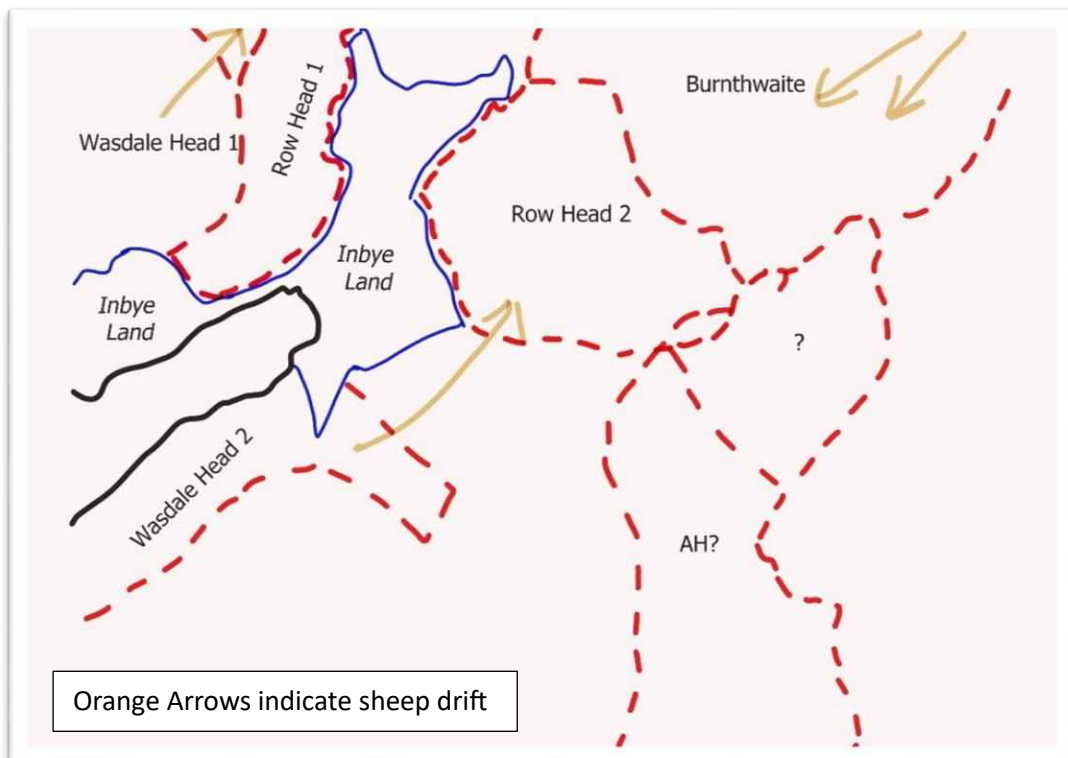 Burnthwaite
Wasdale Head 1
Row Head 1
Row Head 2
Inbye
Land
Inbye
Land
?
Wasdale Head 2
AH?
Orange Arrows indicate sheep drift